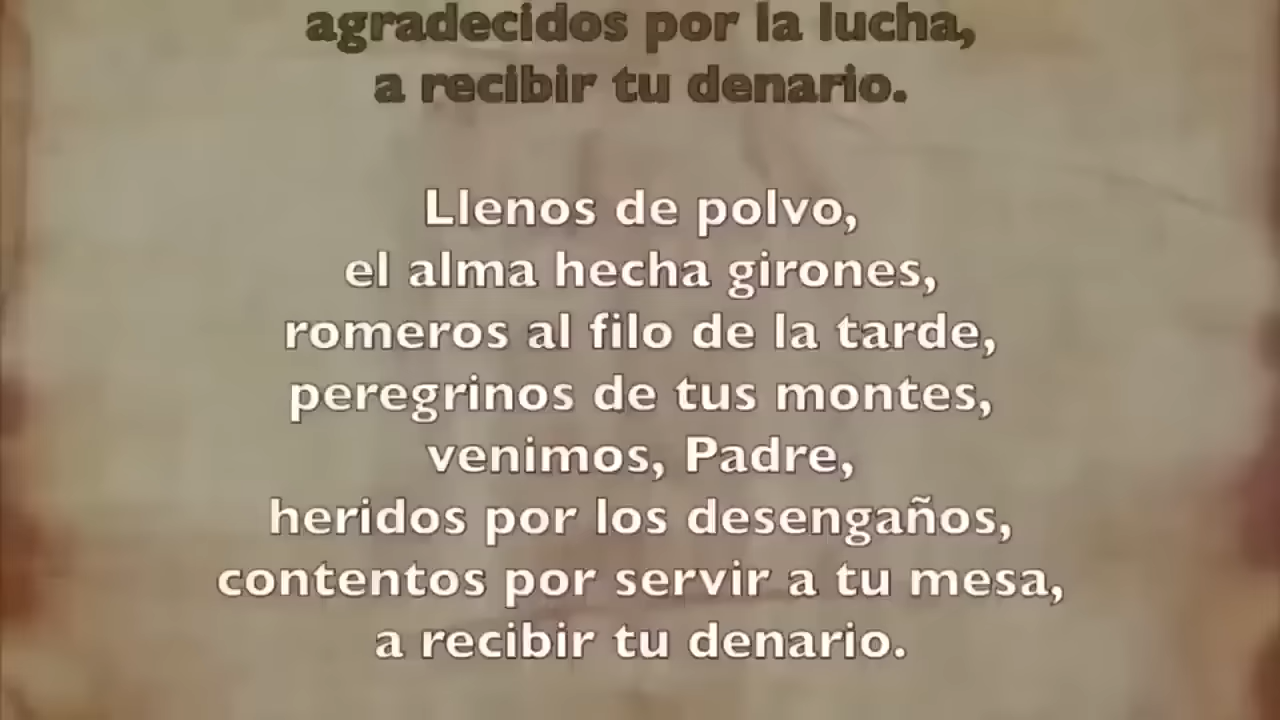 agradecidos por la lucha,
a recibir tu denario.
Llenos de polvo,
el alma hecha girones,
romeros al filo de la tarde,
peregrinos de tus montes,
venimos, Padre,
heridos por los desengaños,
contentos por servir a tu mesa,
a recibir tu denario.